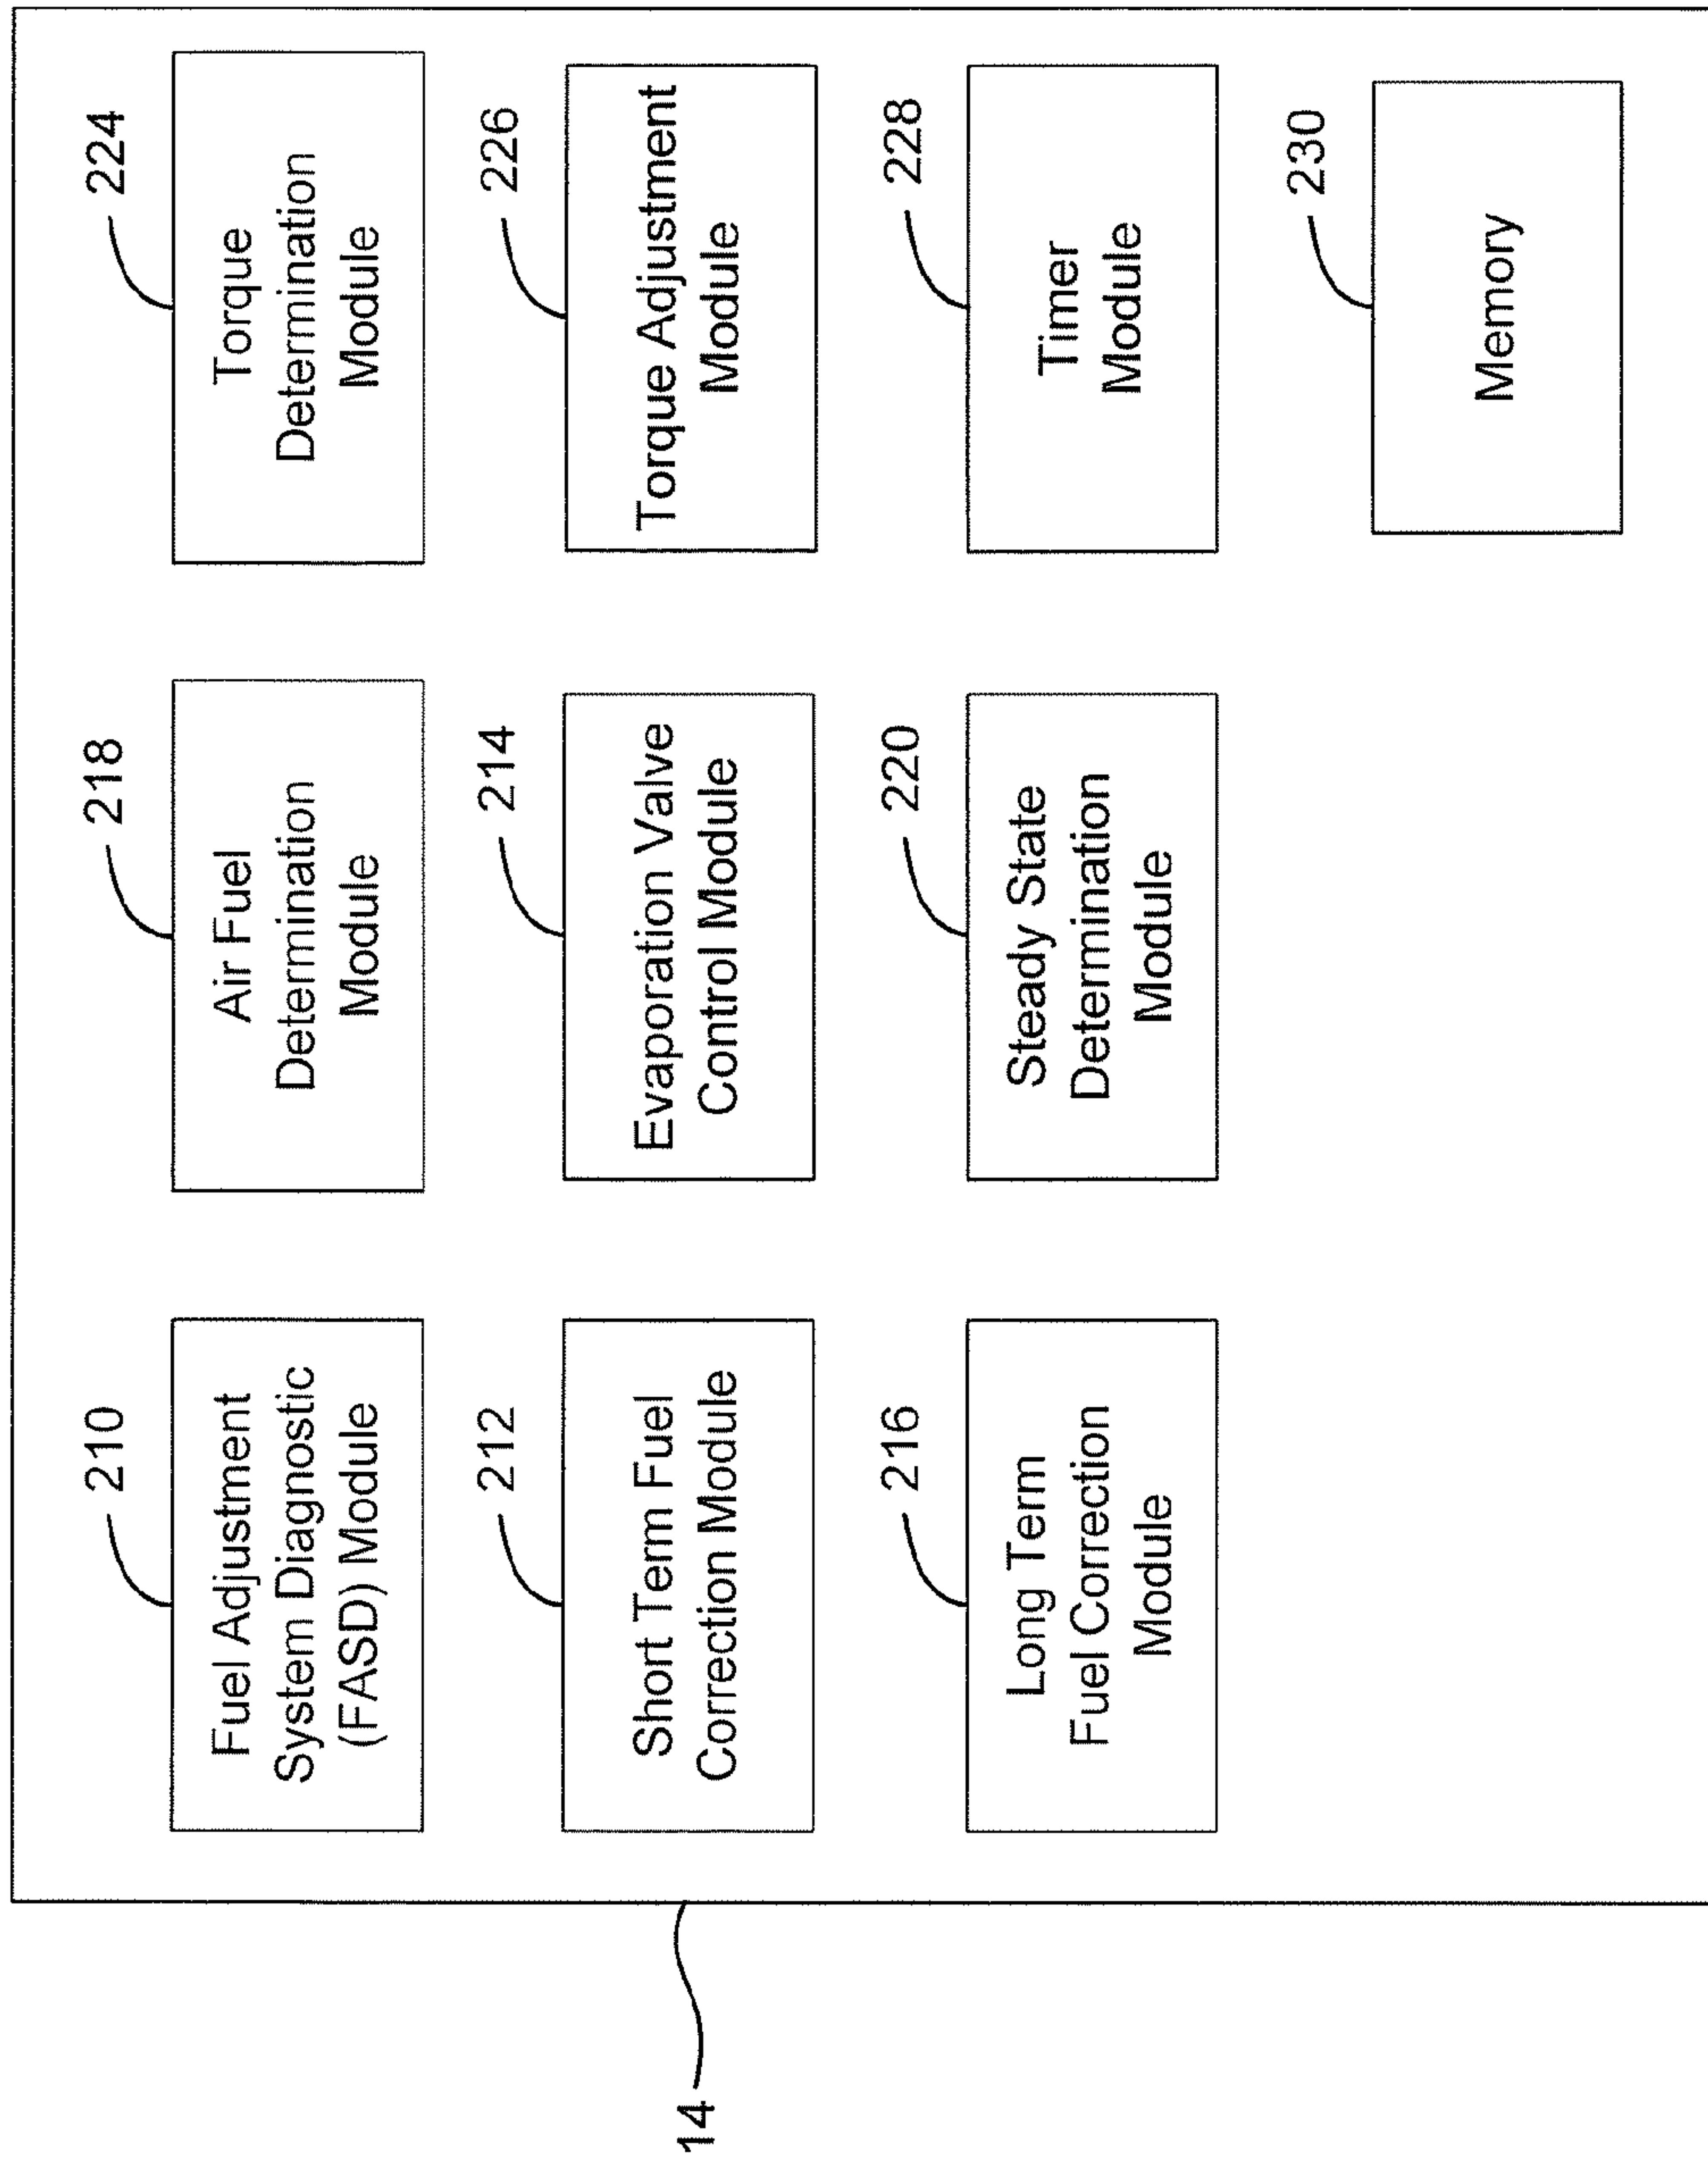 210
Fuel Adjustment
System Diagnostic
(FASD) Module
218
Air Fuel
Determination
Module
224
Torque
Determination
Module
212
Short Term Fuel
Correction Module
214
Evaporation Valve
Control Module
226
Torque Adjustment
Module
14
216
Long Term
Fuel Correction
Module
220
Steady State
Determination
Module
228
Timer
Module
230
Memory